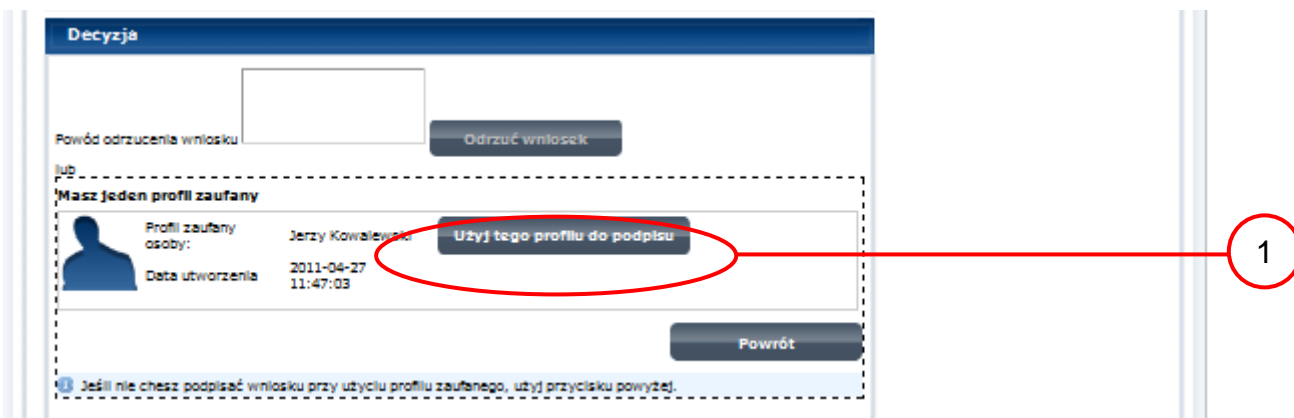 Decyzja
Powód odrzucenia wniosku
Odrzuć wniosek
lub
Masz jeden profil zaufany
Profil zaufany
osoby:
Jerzy Kowalewski
Użyj tego profilu do podpisu
1
Data utworzenia
2011-04-27
11:47:03
Powrót
Jeśli nie chesz podpisać wniosku przy użyciu profilu zaufanego, użyj przycisku powyżej.